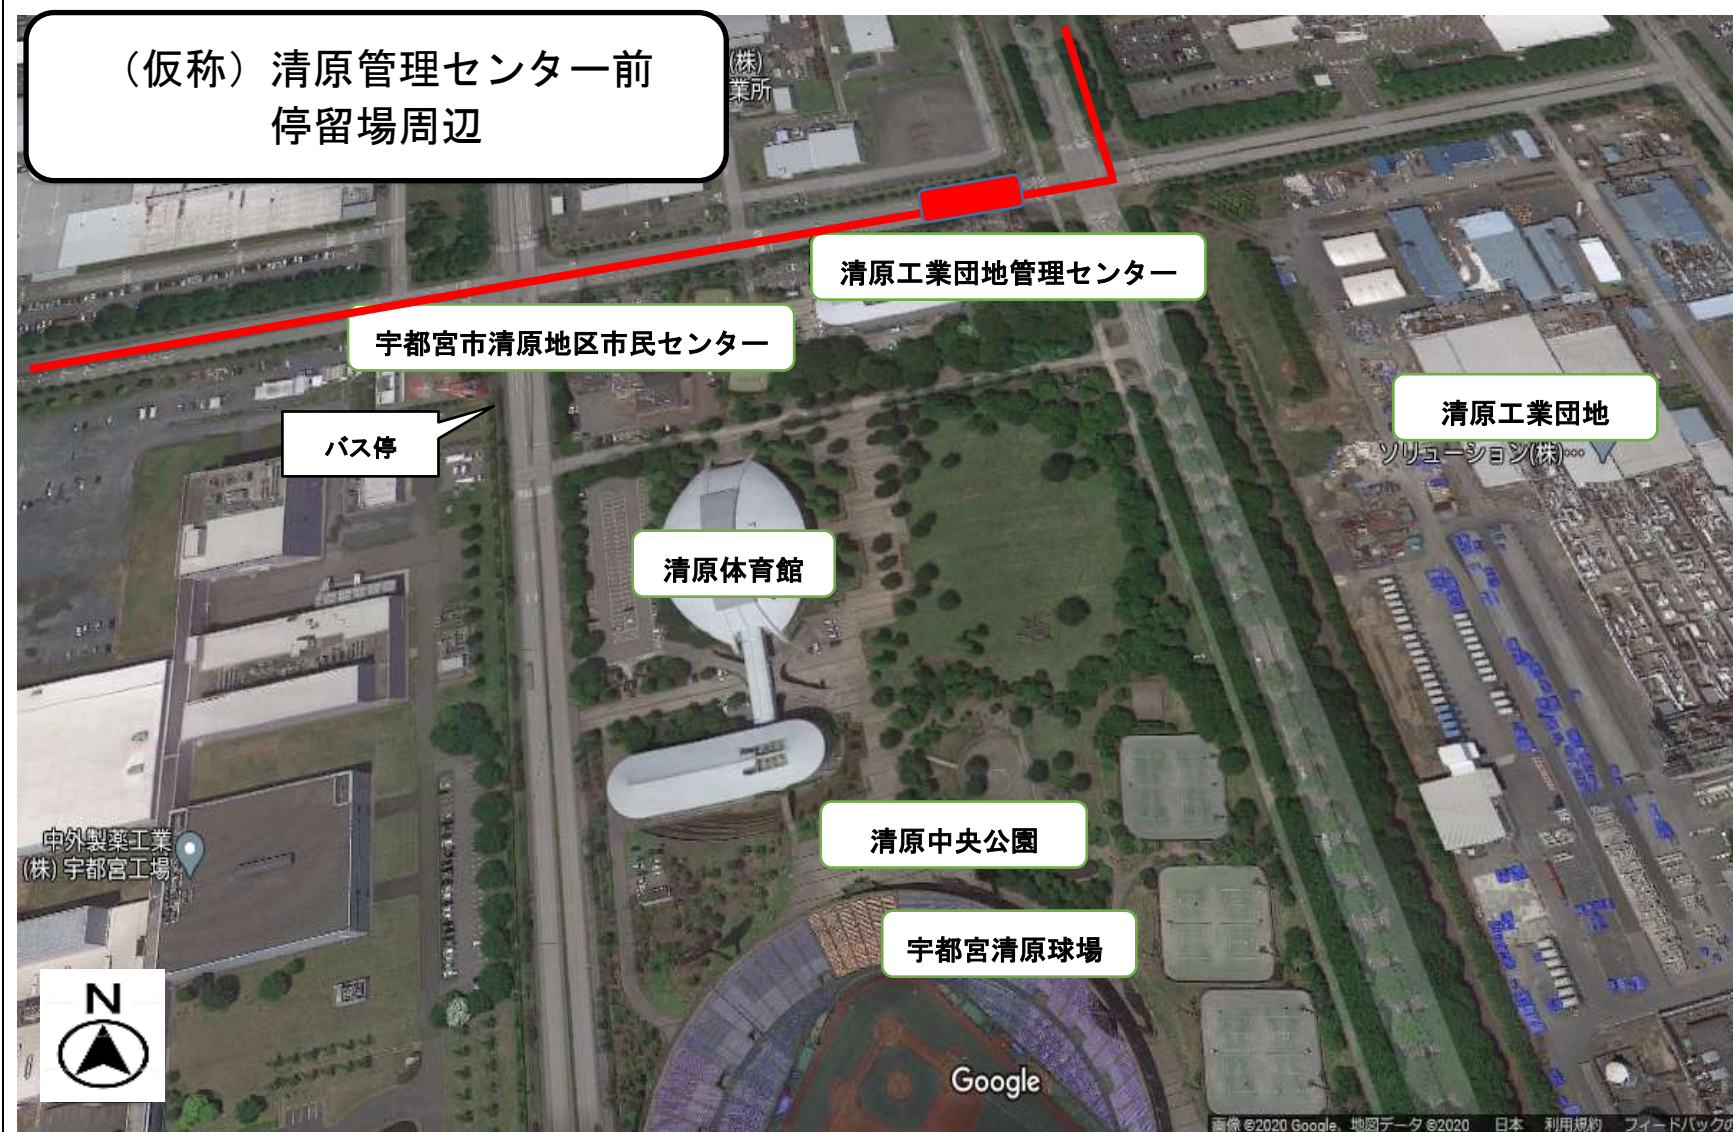 （仮称）清原管理センター前
停留場周辺
(株)
業所
清原工業団地管理センター
宇都宮市清原地区市民センター
バス停
清原工業団地
ソリューション(株)…
清原体育館
清原中央公園
中外製薬工業
(株) 宇都宮工場
宇都宮清原球場
N
Google
画像 ©2020 Google、地図データ ©2020 日本 利用規約 フィードバックの